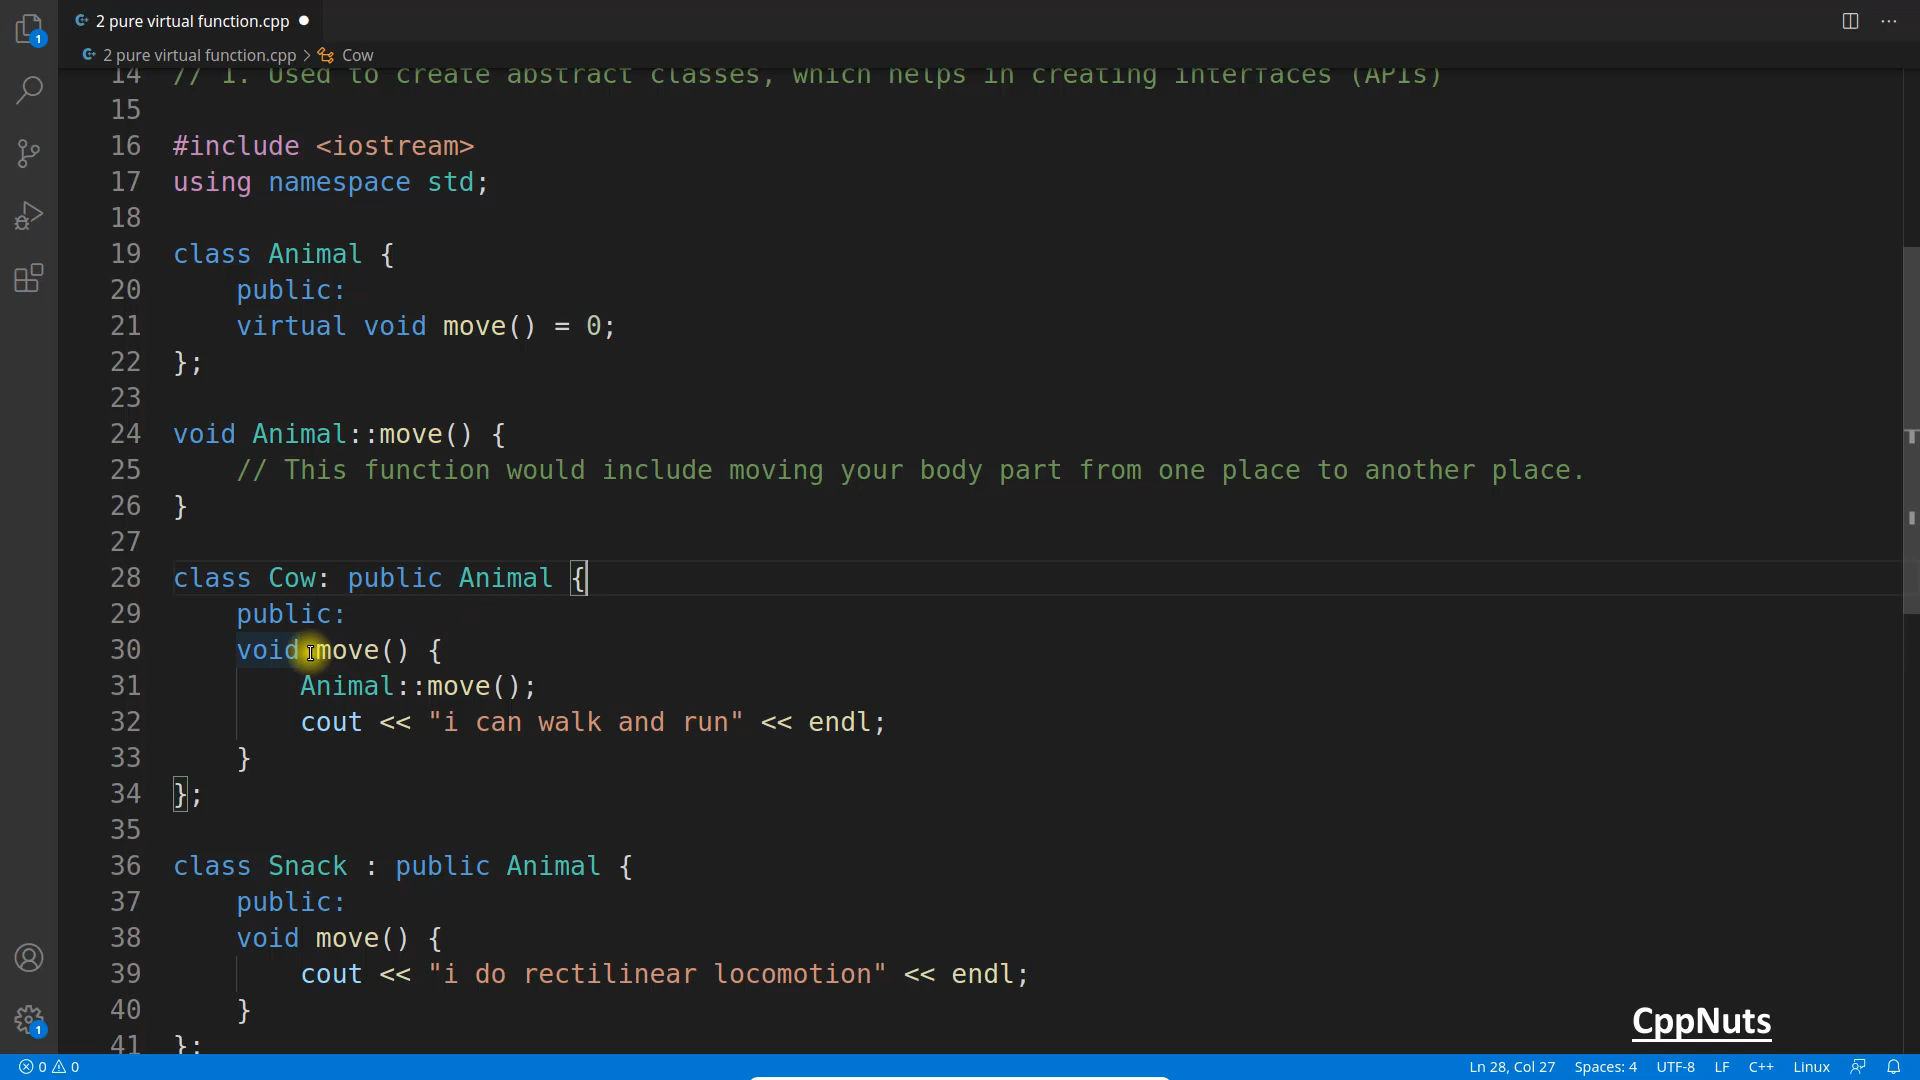 2 pure virtual function.cpp
2 pure virtual function.cpp > Cow
14 // 1. Used to create abstract classes, which helps in creating interfaces (APIs)
15
16 #include <iostream>
17 using namespace std;
18
19 class Animal {
20     public:
21     virtual void move() = 0;
22 };
23
24 void Animal::move() {
25     // This function would include moving your body part from one place to another place.
26 }
27
28 class Cow: public Animal {
29     public:
30     void move() {
31         Animal::move();
32         cout << "i can walk and run" << endl;
33     }
34 };
35
36 class Snack : public Animal {
37     public:
38     void move() {
39         cout << "i do rectilinear locomotion" << endl;
40     }
41 };
CppNuts
1
1
0 0
Ln 28, Col 27 Spaces: 4 UTF-8 LF C++ Linux